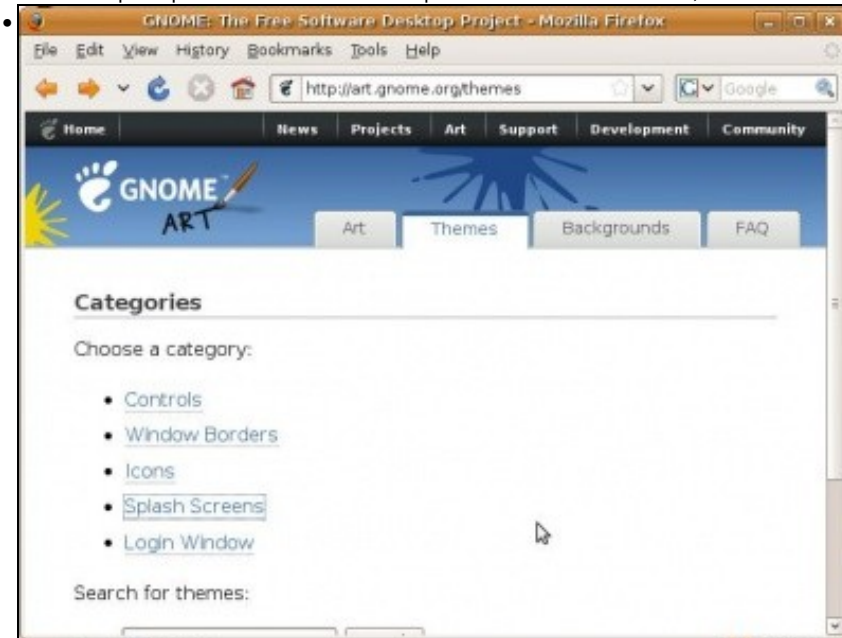 GNOME: The Free Software Desktop Project - Mozilla Firefox
File Edit View History Bookmarks Tools Help
http://art.gnome.org/themes Google
Home News Projects Art Support Development Community
GNOME
ART
Art Themes Backgrounds FAQ
Categories
Choose a category:
• Controls
• Window Borders
• Icons
• Splash Screens
• Login Window
Search for themes: